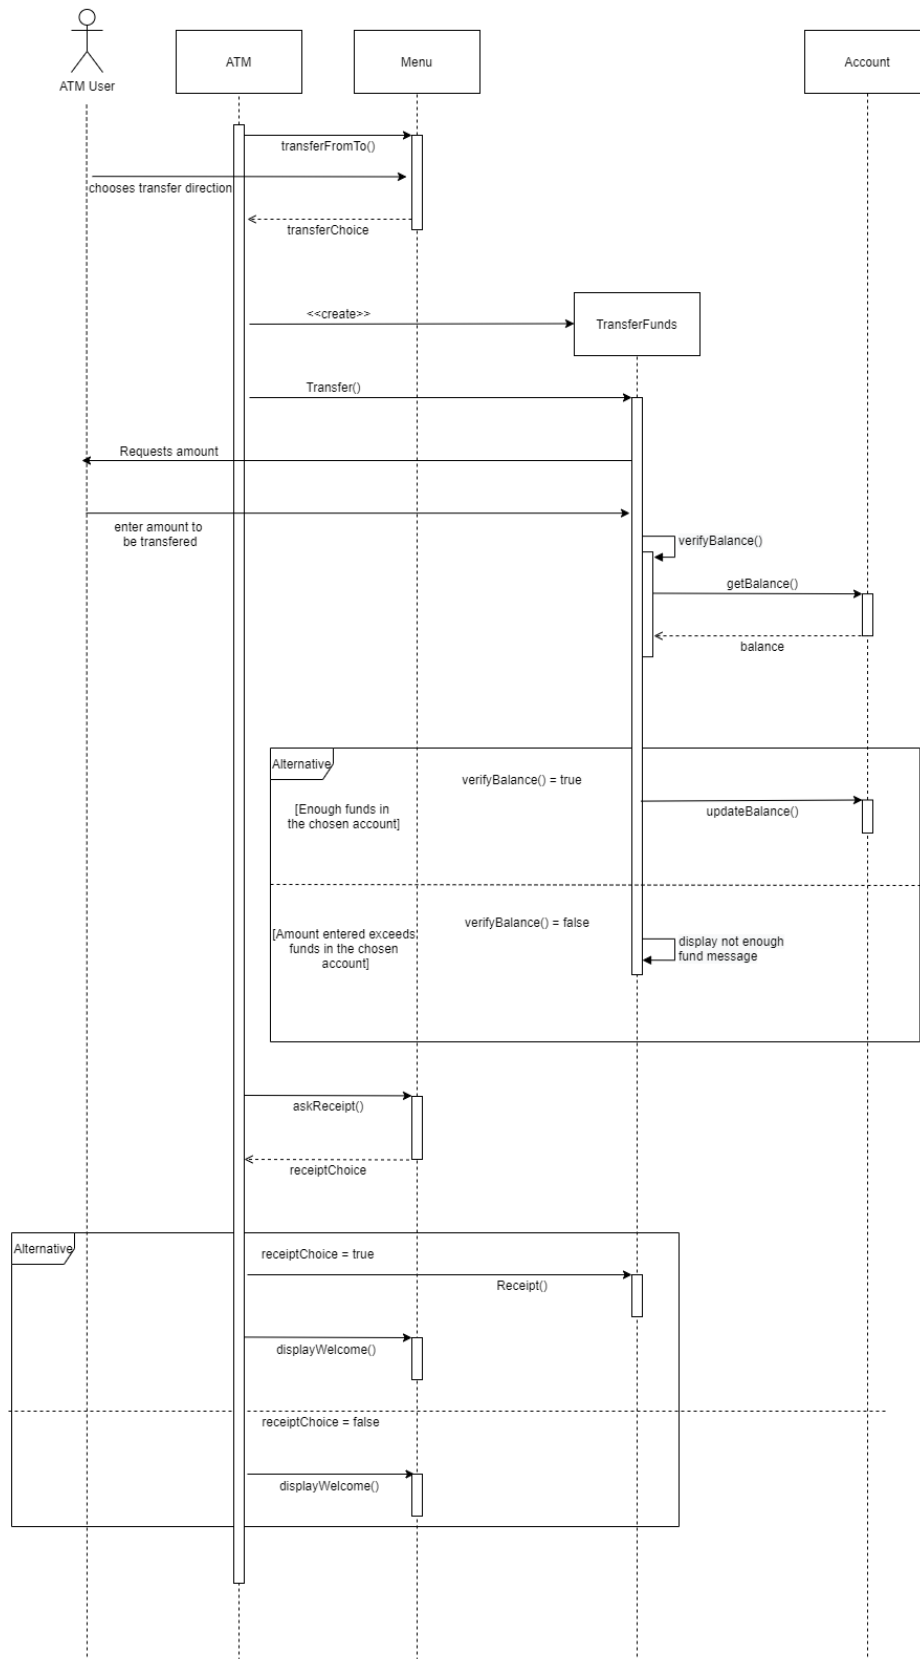 ATM User
ATM
Menu
Account
transferFromTo()
chooses transfer direction
transferChoice
<<create>>
TransferFunds
Transfer()
Requests amount
enter amount to
be transfered
verifyBalance()
getBalance()
balance
Alternative
verifyBalance() = true
[Enough funds in
the chosen account]
updateBalance()
verifyBalance() = false
[Amount entered exceeds
funds in the chosen
account]
display not enough
fund message
askReceipt()
receiptChoice
Alternative
receiptChoice = true
Receipt()
displayWelcome()
receiptChoice = false
displayWelcome()